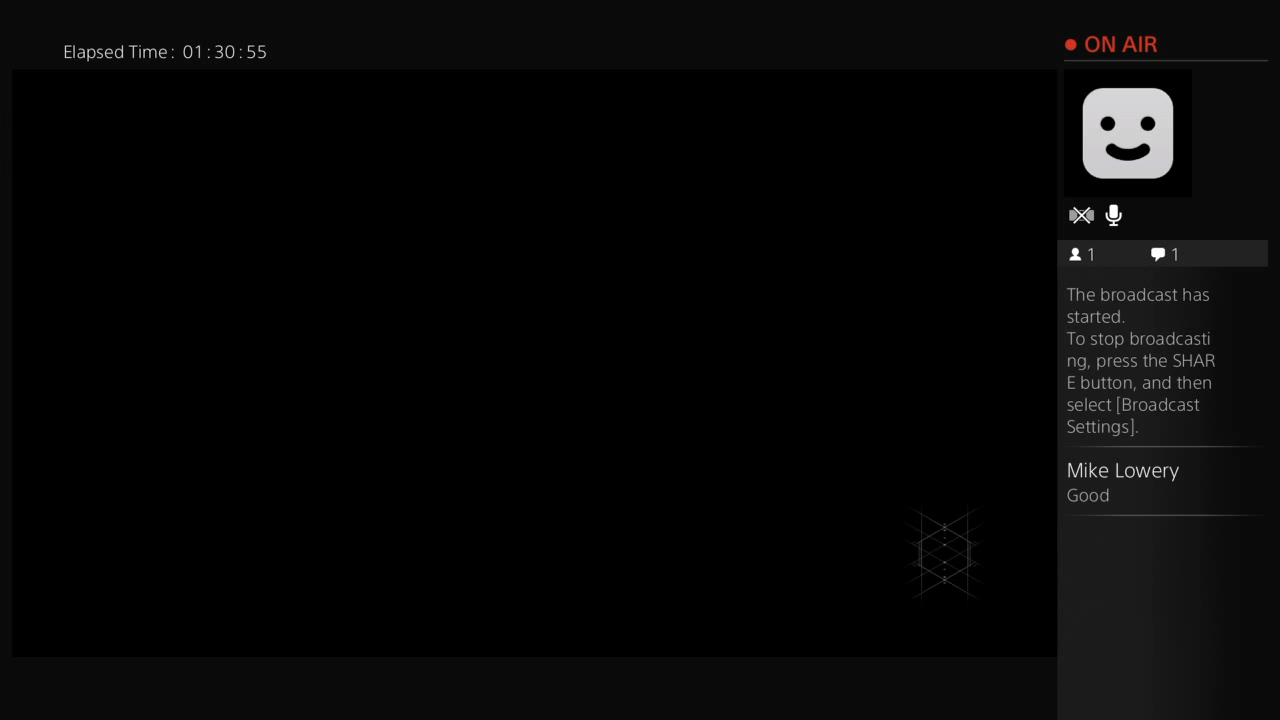 Elapsed Time: 01:30:55
ON AIR
1 1
The broadcast has
started.
To stop broadcasti
ng, press the SHAR
E button, and then
select [Broadcast
Settings].
Mike Lowery
Good